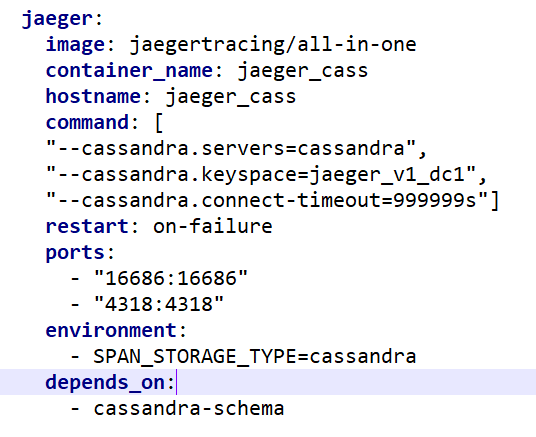 jaeger:
image: jaegertracing/all-in-one
container_name: jaeger_cass
hostname: jaeger_cass
command: [
"--cassandra.servers=cassandra",
"--cassandra.keyspace=jaeger_v1_dc1",
"--cassandra.connect-timeout=999999s"]
restart: on-failure
ports:
- "16686:16686"
- "4318:4318"
environment:
- SPAN_STORAGE_TYPE=cassandra
depends_on:
- cassandra-schema